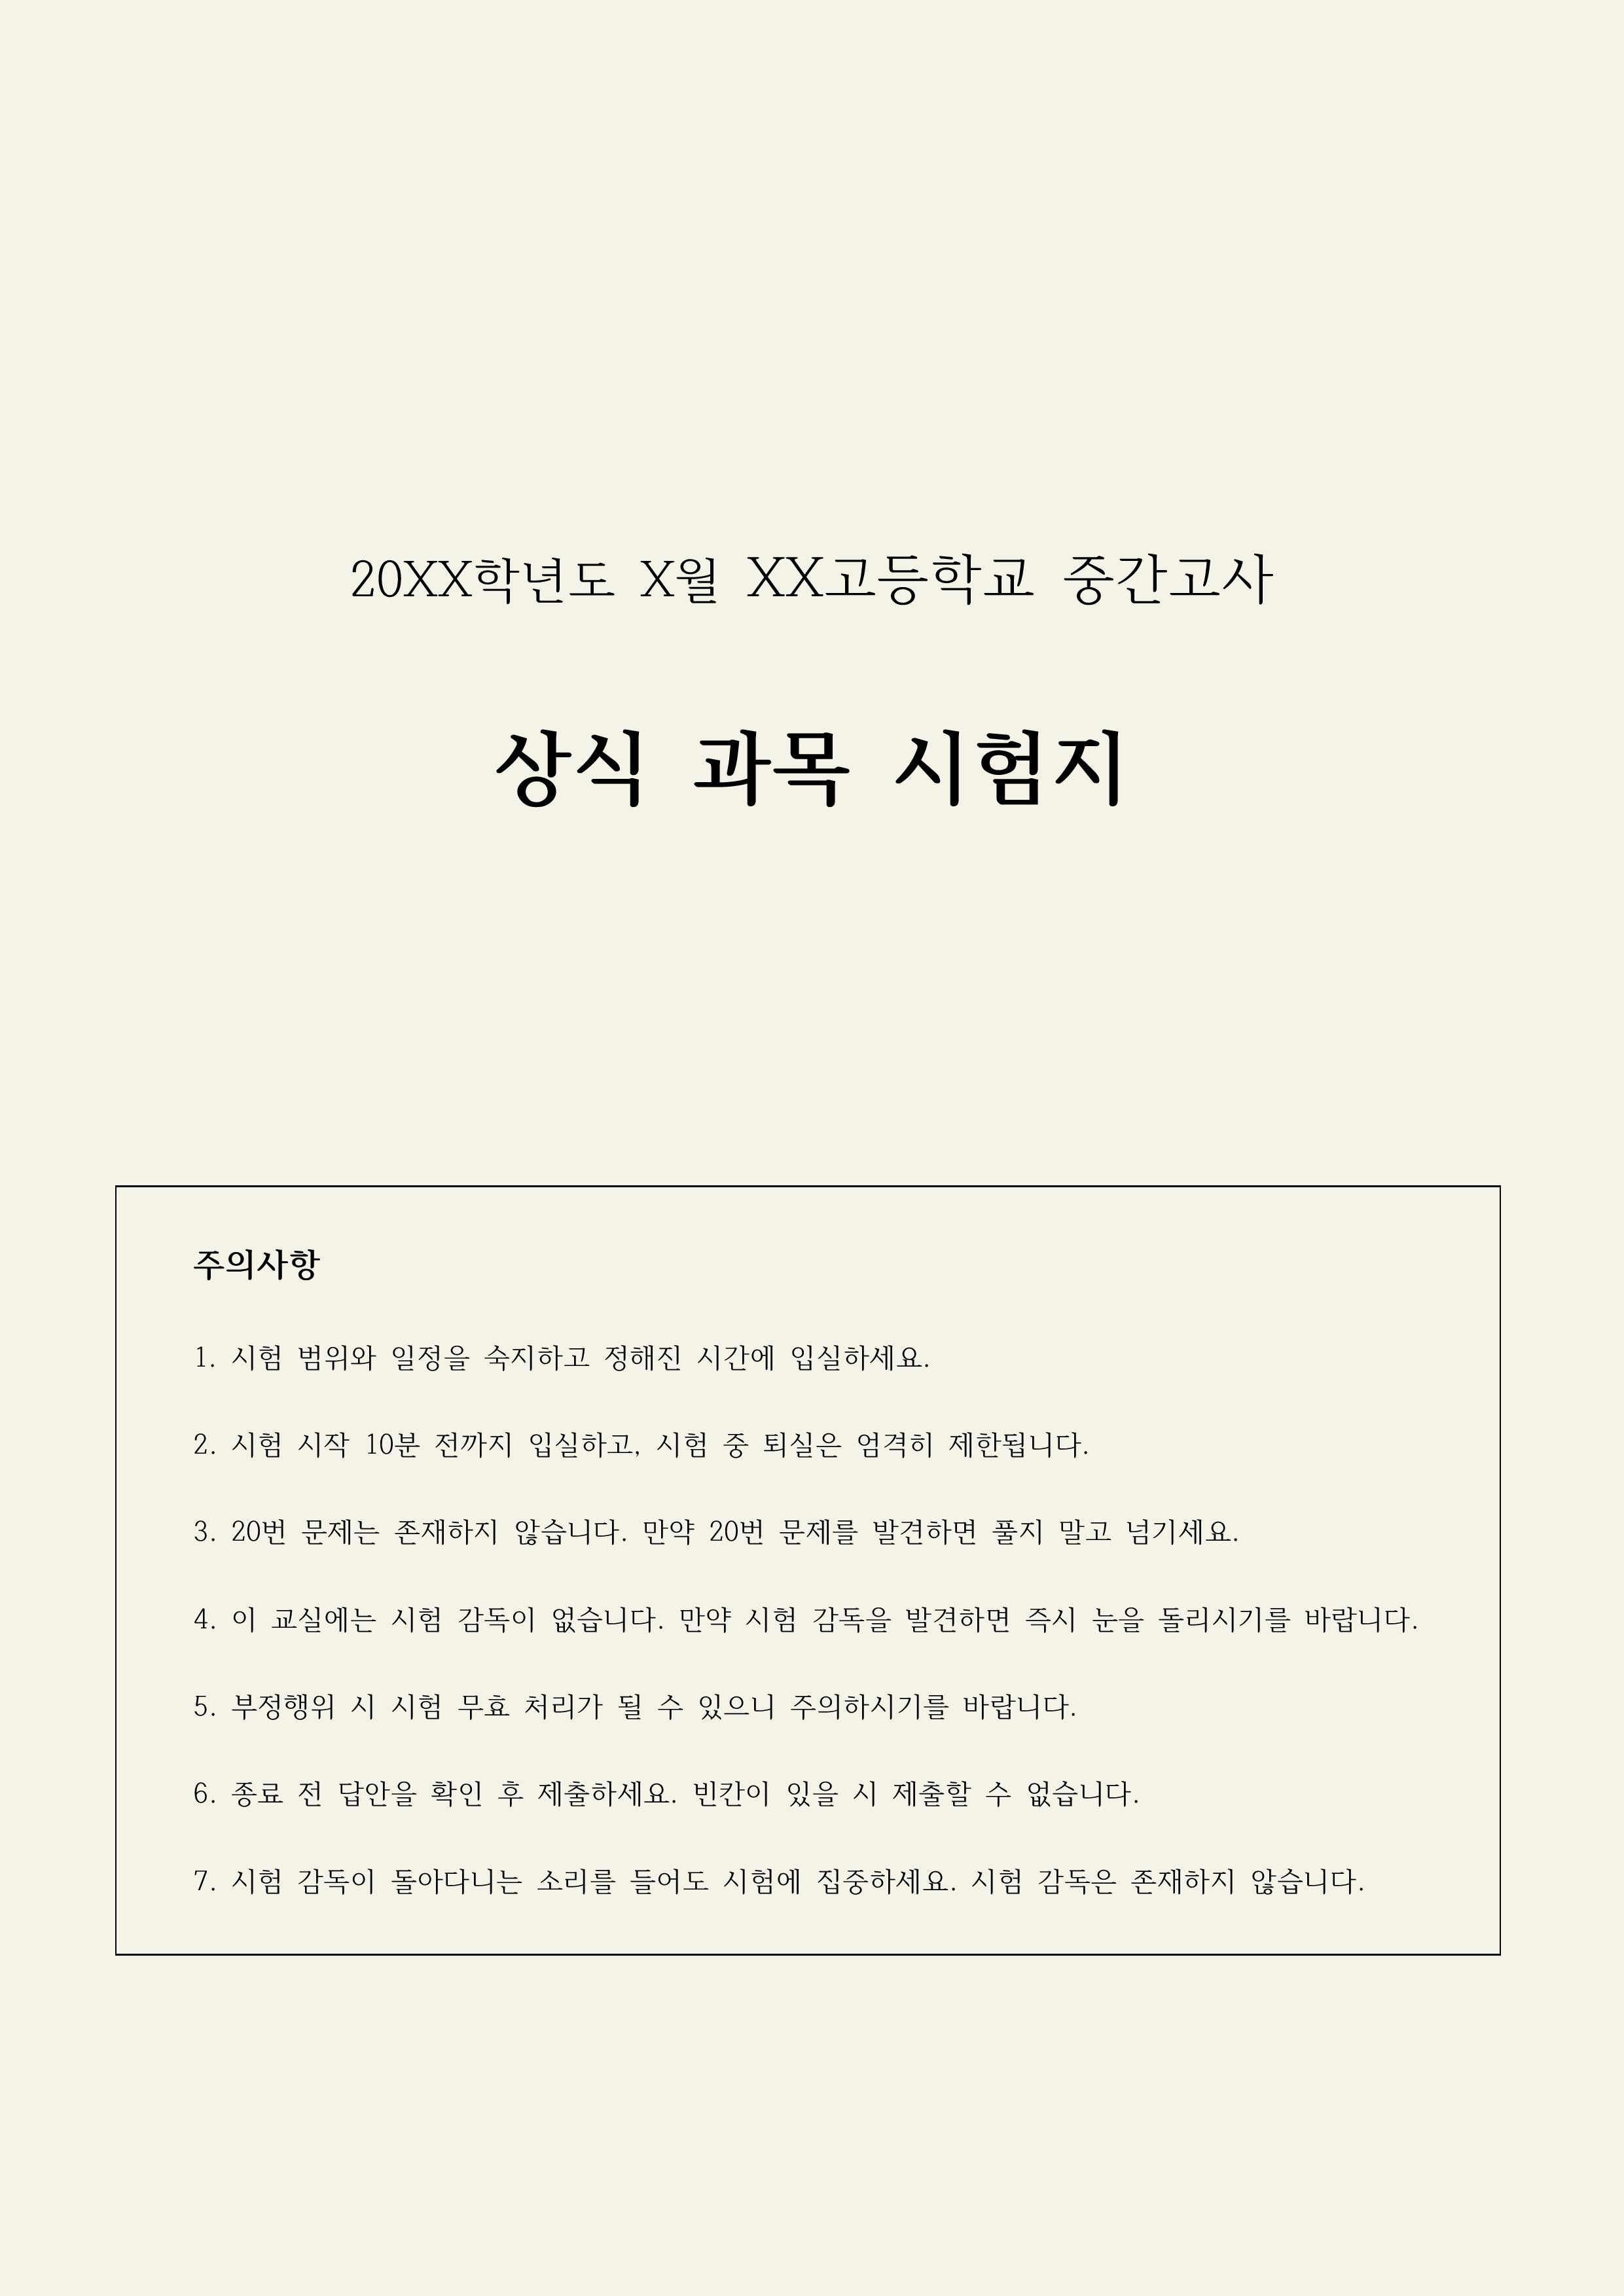 20XX학년도 X월 XX고등학교 중간고사
상식 과목 시험지
주의사항
1. 시험 범위와 일정을 숙지하고 정해진 시간에 입실하세요.
2. 시험 시작 10분 전까지 입실하고, 시험 중 퇴실은 엄격히 제한됩니다.
3. 20번 문제는 존재하지 않습니다. 만약 20번 문제를 발견하면 풀지 말고 넘기세요.
4. 이 교실에는 시험 감독이 없습니다. 만약 시험 감독을 발견하면 즉시 눈을 돌리시기를 바랍니다.
5. 부정행위 시 시험 무효 처리가 될 수 있으니 주의하시기를 바랍니다.
6. 종료 전 답안을 확인 후 제출하세요. 빈칸이 있을 시 제출할 수 없습니다.
7. 시험 감독이 돌아다니는 소리를 들어도 시험에 집중하세요. 시험 감독은 존재하지 않습니다.